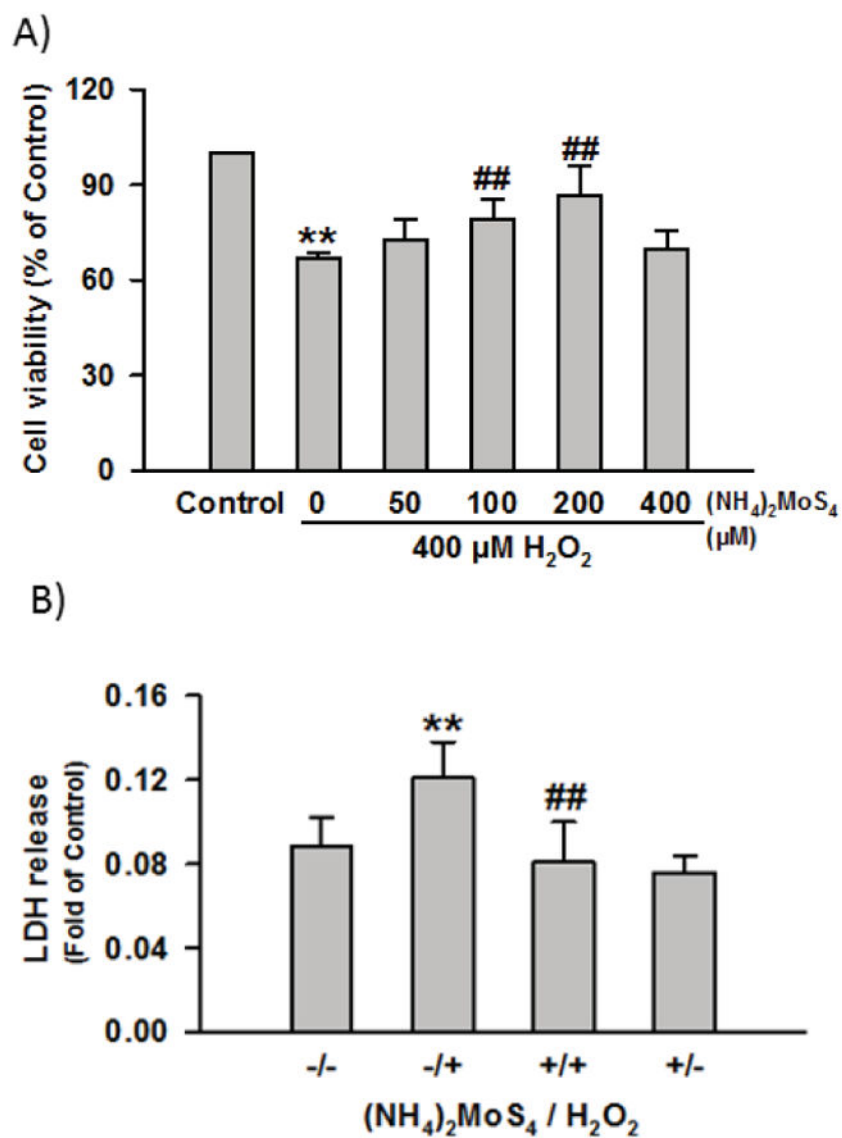 A)
Cell viability (% of Control)
120
90
60
30
0
**
##
##
Control 0 50 100 200 400 (NH₄)₂MoS₄
(µM)
400 µM H₂O₂
B)
LDH release
(Fold of Control)
0.16
0.12
0.08
0.04
0.00
**
##
-/- -/+ +/+ +/-
(NH₄)₂MoS₄ / H₂O₂